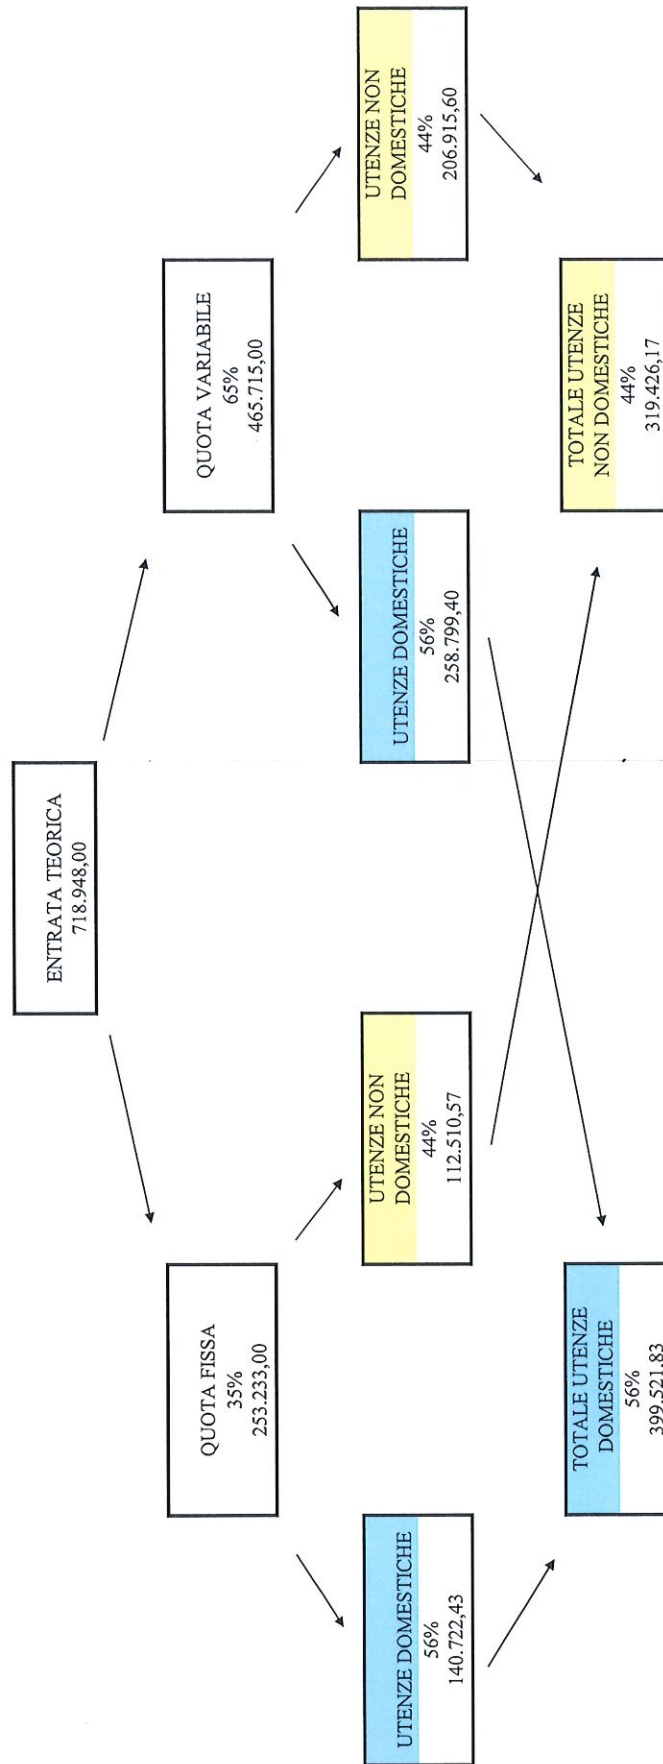 ENTRATA TEORICA
718.948,00
QUOTA FISSA
35%
253.233,00
QUOTA VARIABILE
65%
465.715,00
UTENZE DOMESTICHE
56%
140.722,43
UTENZE NON
DOMESTICHE
44%
112.510,57
UTENZE DOMESTICHE
56%
258.799,40
UTENZE NON
DOMESTICHE
44%
206.915,60
TOTALE UTENZE
DOMESTICHE
56%
399.521,83
TOTALE UTENZE
NON DOMESTICHE
44%
319.426,17